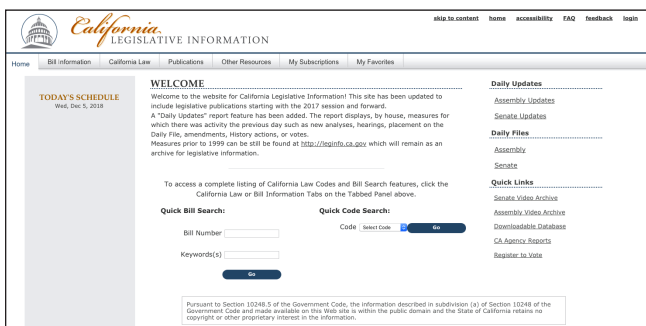 skip to content home accessibility FAQ feedback login
California
LEGISLATIVE INFORMATION
Home Bill Information California Law Publications Other Resources My Subscriptions My Favorites
TODAY'S SCHEDULE
Wed, Dec 5, 2018
WELCOME
Welcome to the website for California Legislative Information! This site has been updated to
include legislative publications starting with the 2017 session and forward.
A "Daily Updates" report feature has been added. The report displays, by house, measures for
which there was activity the previous day such as new analyses, hearings, placement on the
Daily File, amendments, History actions, or votes.
Measures prior to 1999 can be still be found at http://leginfo.ca.gov which will remain as an
archive for legislative information.
To access a complete listing of California Law Codes and Bill Search features, click the
California Law or Bill Information Tabs on the Tabbed Panel above.
Quick Bill Search:
Bill Number
Keywords(s)
Go
Quick Code Search:
Code Select Code Go
Pursuant to Section 10248.5 of the Government Code, the information described in subdivision (a) of Section 10248 of the
Government Code and made available on this Web site is within the public domain and the State of California retains no
copyright or other proprietary interest in the information.
Daily Updates
Assembly Updates
Senate Updates
Daily Files
Assembly
Senate
Quick Links
Senate Video Archive
Assembly Video Archive
Downloadable Database
CA Agency Reports
Register to Vote